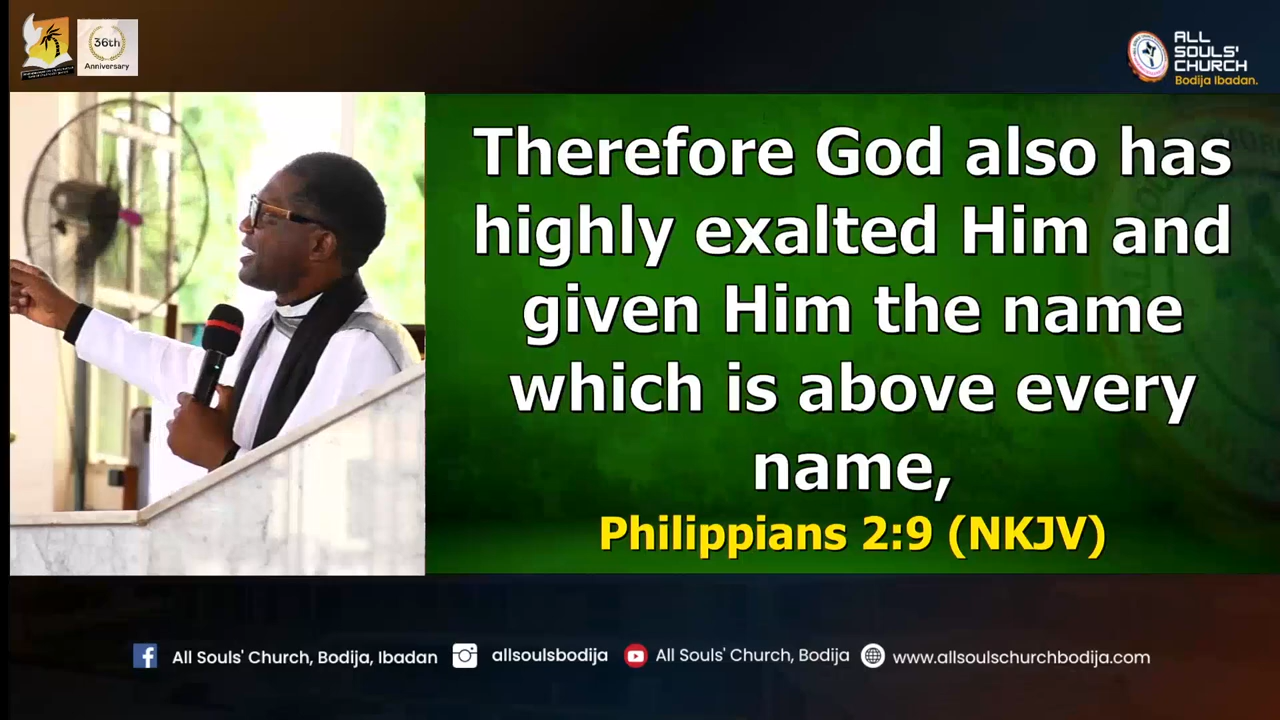 36th
Anniversary
ALL
SOULS'
CHURCH
Bodija Ibadan.
Therefore God also has
highly exalted Him and
given Him the name
which is above every
name,
Philippians 2:9 (NKJV)
All Souls' Church, Bodija, Ibadan
allsoulsbodija
All Souls' Church, Bodija
www.allsoulschurchbodija.com